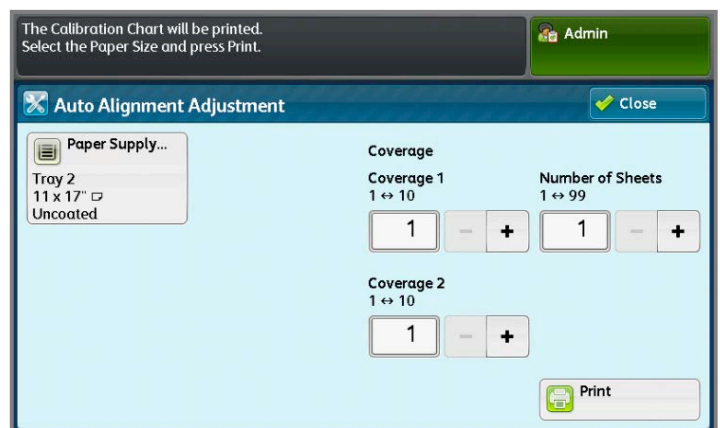 The Calibration Chart will be printed.
Select the Paper Size and press Print.
Admin
Auto Alignment Adjustment
Close
Paper Supply...
Tray 2
11 x 17"
Uncoated
Coverage
Coverage 1
1 ↔ 10
1 − +
Number of Sheets
1 ↔ 99
1 − +
Coverage 2
1 ↔ 10
1 − +
Print